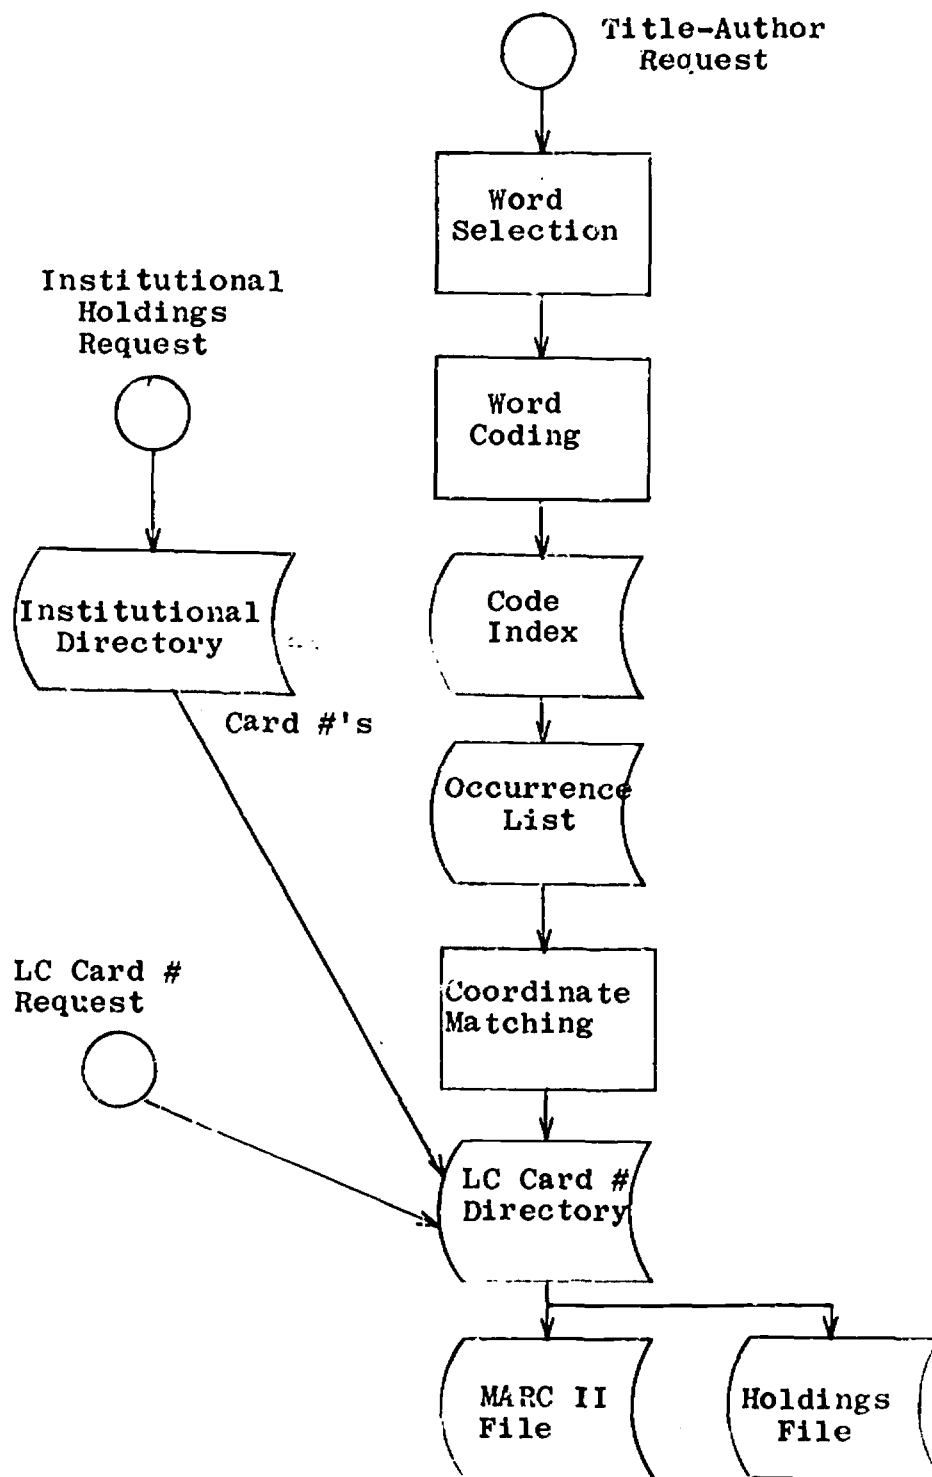 Title-Author
Request
Word
Selection
Institutional
Holdings
Request
Word
Coding
Institutional
Directory
Code
Index
Card #'s
Occurrence
List
LC Card #
Request
Coordinate
Matching
LC Card #
Directory
MARC II
File
Holdings
File